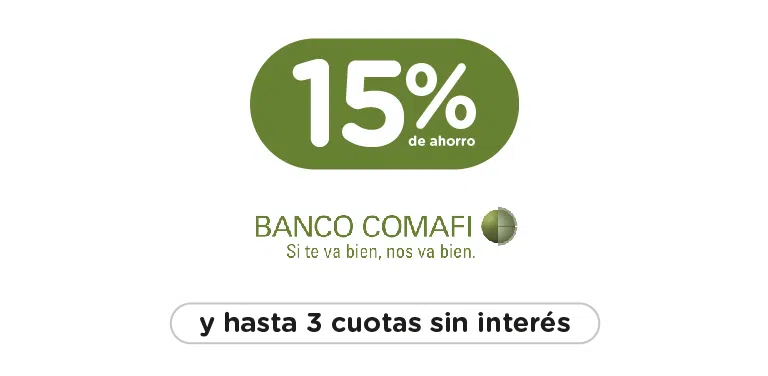 15%
de ahorro
BANCO COMAFI
Si te va bien, nos va bien.
y hasta 3 cuotas sin interés